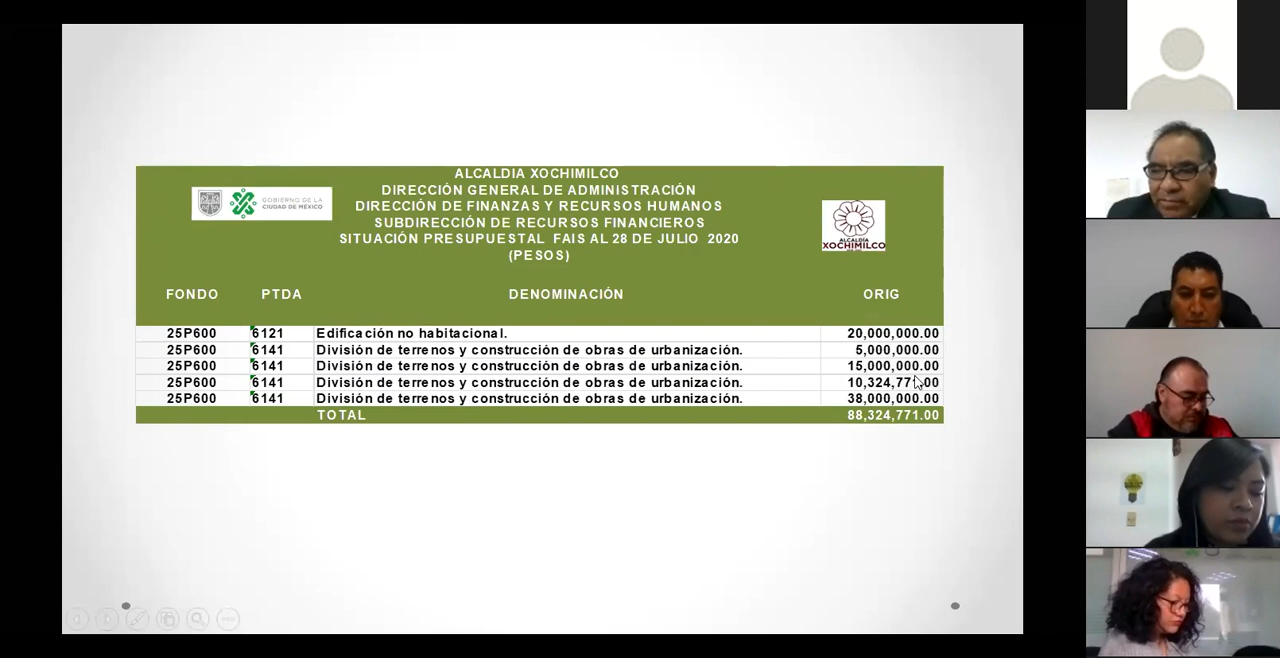 ALCALDIA XOCHIMILCO
DIRECCIÓN GENERAL DE ADMINISTRACIÓN
DIRECCIÓN DE FINANZAS Y RECURSOS HUMANOS
SUBDIRECCIÓN DE RECURSOS FINANCIEROS
SITUACIÓN PRESUPUESTAL FAIS AL 28 DE JULIO 2020
(PESOS)
GOBIERNO DE LA
CIUDAD DE MÉXICO
ALCALDÍA
XOCHIMILCO
FONDO PTDA DENOMINACIÓN ORIG
25P600 6121 Edificación no habitacional. 20,000,000.00
25P600 6141 División de terrenos y construcción de obras de urbanización. 5,000,000.00
25P600 6141 División de terrenos y construcción de obras de urbanización. 15,000,000.00
25P600 6141 División de terrenos y construcción de obras de urbanización. 10,324,771.00
25P600 6141 División de terrenos y construcción de obras de urbanización. 38,000,000.00
TOTAL 88,324,771.00